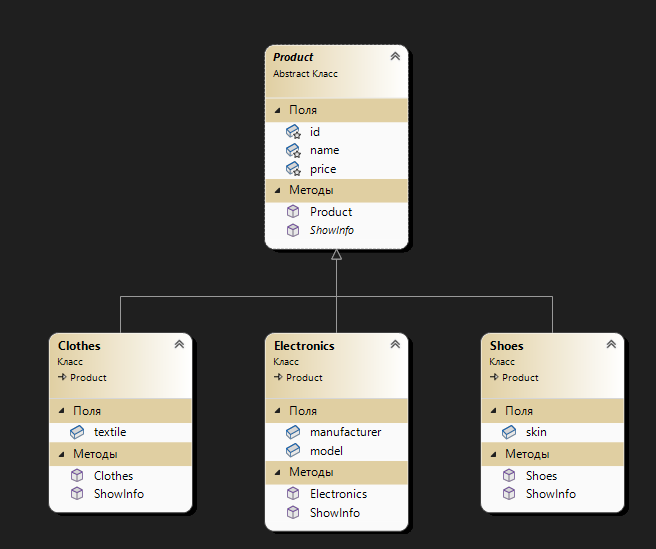 Product
Abstract Класс
Поля
id
name
price
Методы
Product
ShowInfo
Clothes
Класс
Product
Поля
textile
Методы
Clothes
ShowInfo
Electronics
Класс
Product
Поля
manufacturer
model
Методы
Electronics
ShowInfo
Shoes
Класс
Product
Поля
skin
Методы
Shoes
ShowInfo